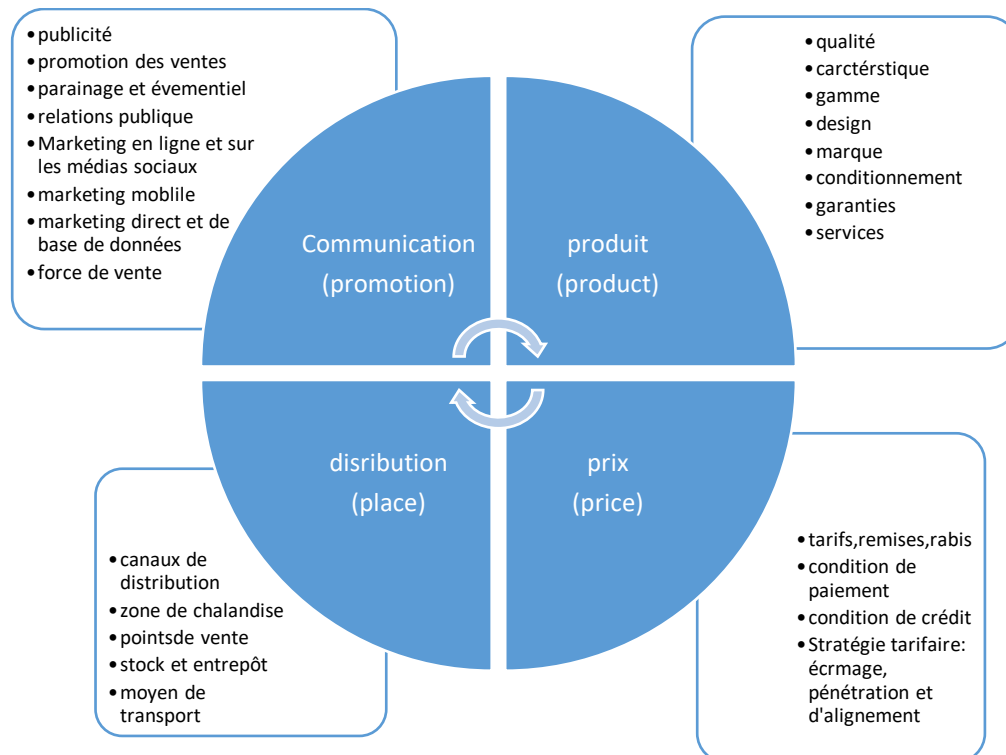 •publicité
•promotion des ventes
•parainage et évementiel
•relations publique
•Marketing en ligne et sur
les médias sociaux
•marketing moblile
•marketing direct et de
base de données
•force de vente
•qualité
•carctérstique
•gamme
•design
•marque
•conditionnement
•garanties
•services
Communication
(promotion)
produit
(product)
disribution
(place)
prix
(price)
•canaux de
distribution
•zone de chalandise
•pointsde vente
•stock et entrepôt
•moyen de
transport
•tarifs,remises,rabis
•condition de
paiement
•condition de crédit
•Stratégie tarifaire:
écrmage,
pénétration et
d'alignement